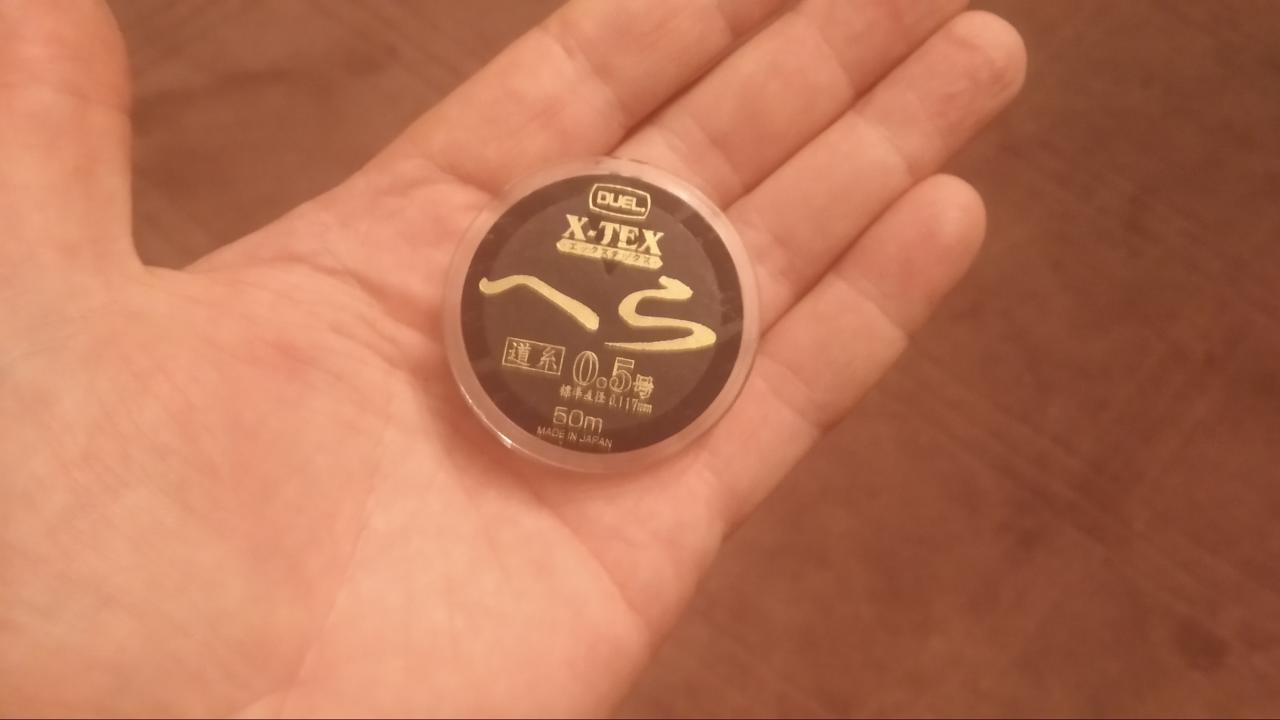 DUEL.
X-TEX
エックステックス
へら
道糸 0.5号
標準直径 0.117mm
50m
MADE IN JAPAN